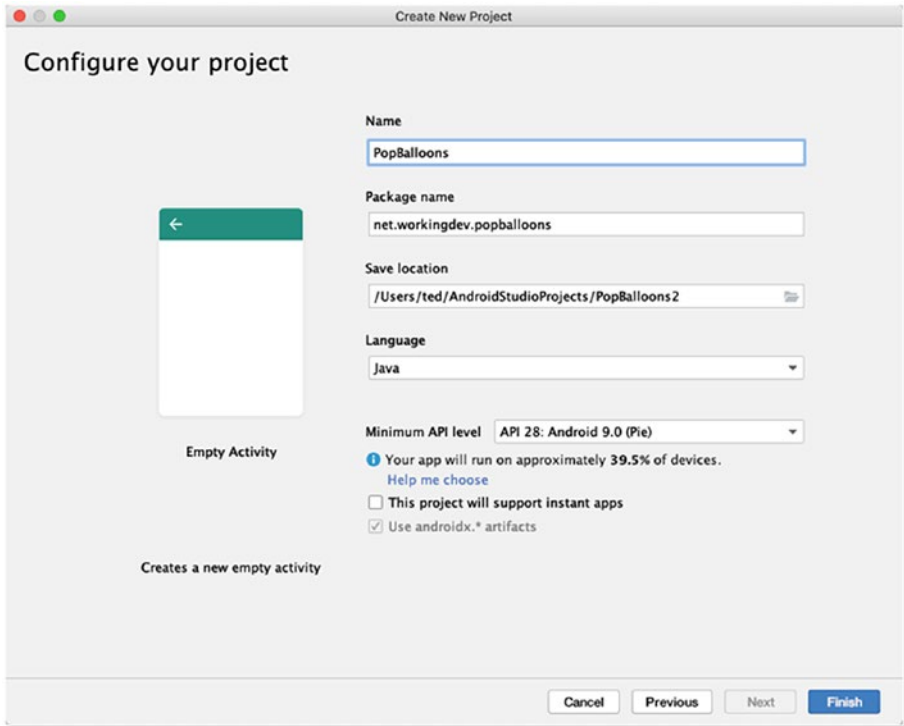 Create New Project
Configure your project
Name
PopBalloons
Package name
net.workingdev.popballoons
Save location
/Users/ted/AndroidStudioProjects/PopBalloons2
Language
Java
Empty Activity
Minimum API level API 28: Android 9.0 (Pie)
Your app will run on approximately 39.5% of devices.
Help me choose
This project will support instant apps
Use androidx.* artifacts
Creates a new empty activity
Cancel Previous Next Finish